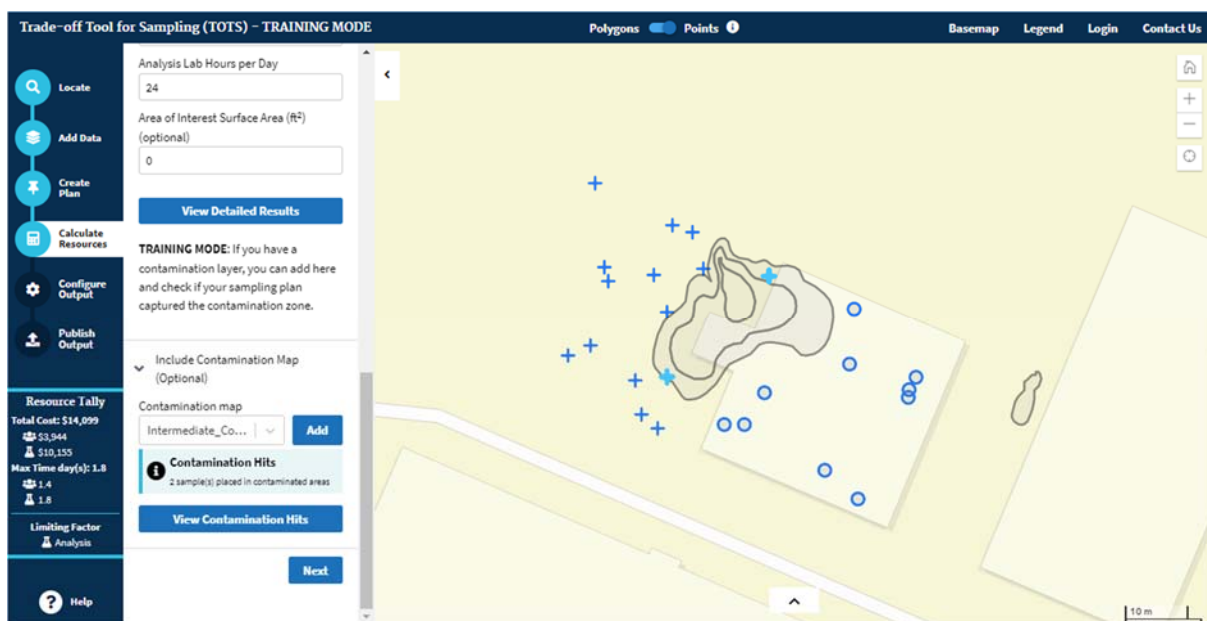 Trade-off Tool for Sampling (TOTS) - TRAINING MODE
Polygons Points
Basemap Legend Login Contact Us
Locate
Add Data
Create
Plan
Calculate
Resources
Configure
Output
Publish
Output
Resource Tally
Total Cost: $14,099
$3,944
$10,155
Max Time day(s): 1.8
1.4
1.8
Limiting Factor
Analysis
Help
Analysis Lab Hours per Day
24
Area of Interest Surface Area (ft²)
(optional)
0
View Detailed Results
TRAINING MODE: If you have a
contamination layer, you can add here
and check if your sampling plan
captured the contamination zone.
Include Contamination Map
(Optional)
Contamination map
Intermediate_Co...
Add
Contamination Hits
2 sample(s) placed in contaminated areas
View Contamination Hits
Next
10 m